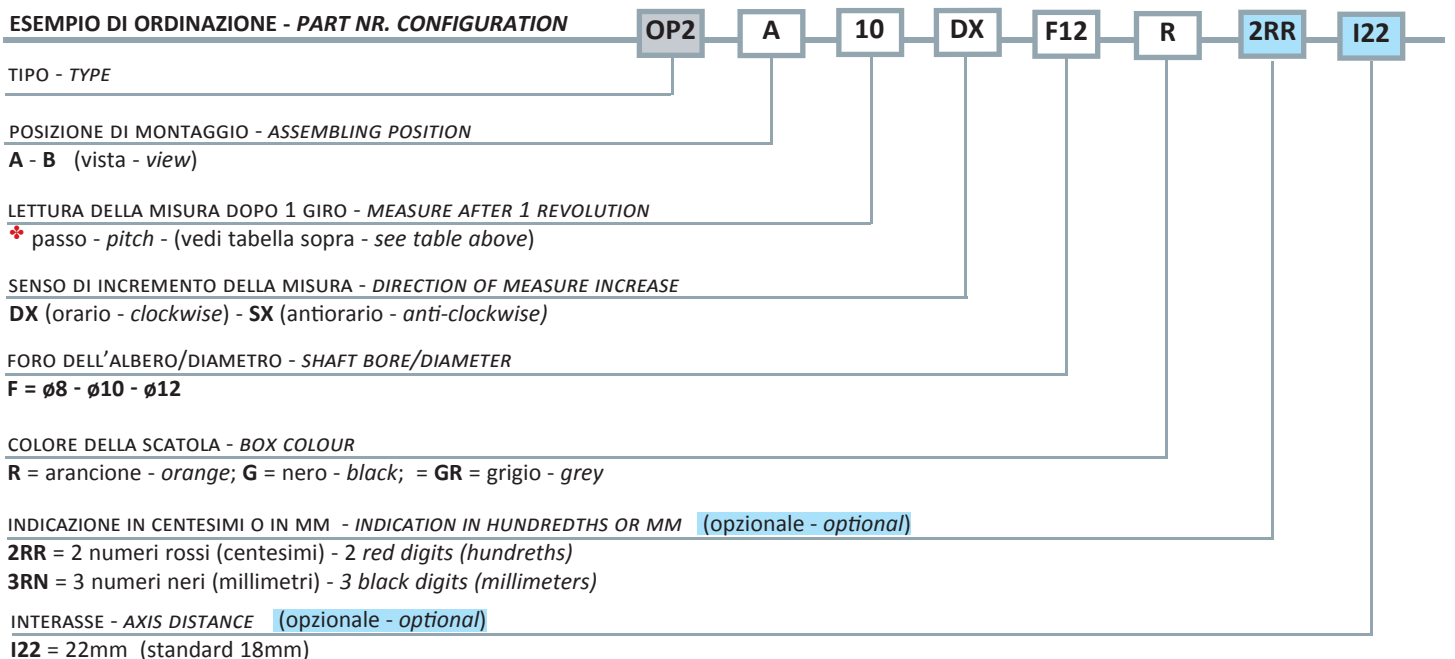 ESEMPIO DI ORDINAZIONE - PART NR. CONFIGURATION OP2 A 10 DX F12 R 2RR I22
TIPO - TYPE
POSIZIONE DI MONTAGGIO - ASSEMBLING POSITION
A - B (vista - view)
LETTURA DELLA MISURA DOPO 1 GIRO - MEASURE AFTER 1 REVOLUTION
✤ passo - pitch - (vedi tabella sopra - see table above)
SENSO DI INCREMENTO DELLA MISURA - DIRECTION OF MEASURE INCREASE
DX (orario - clockwise) - SX (antiorario - anti-clockwise)
FORO DELL’ALBERO/DIAMETRO - SHAFT BORE/DIAMETER
F = ø8 - ø10 - ø12
COLORE DELLA SCATOLA - BOX COLOUR
R = arancione - orange; G = nero - black; = GR = grigio - grey
INDICAZIONE IN CENTESIMI O IN MM - INDICATION IN HUNDREDTHS OR MM (opzionale - optional)
2RR = 2 numeri rossi (centesimi) - 2 red digits (hundreths)
3RN = 3 numeri neri (millimetri) - 3 black digits (millimeters)
INTERASSE - AXIS DISTANCE (opzionale - optional)
I22 = 22mm (standard 18mm)